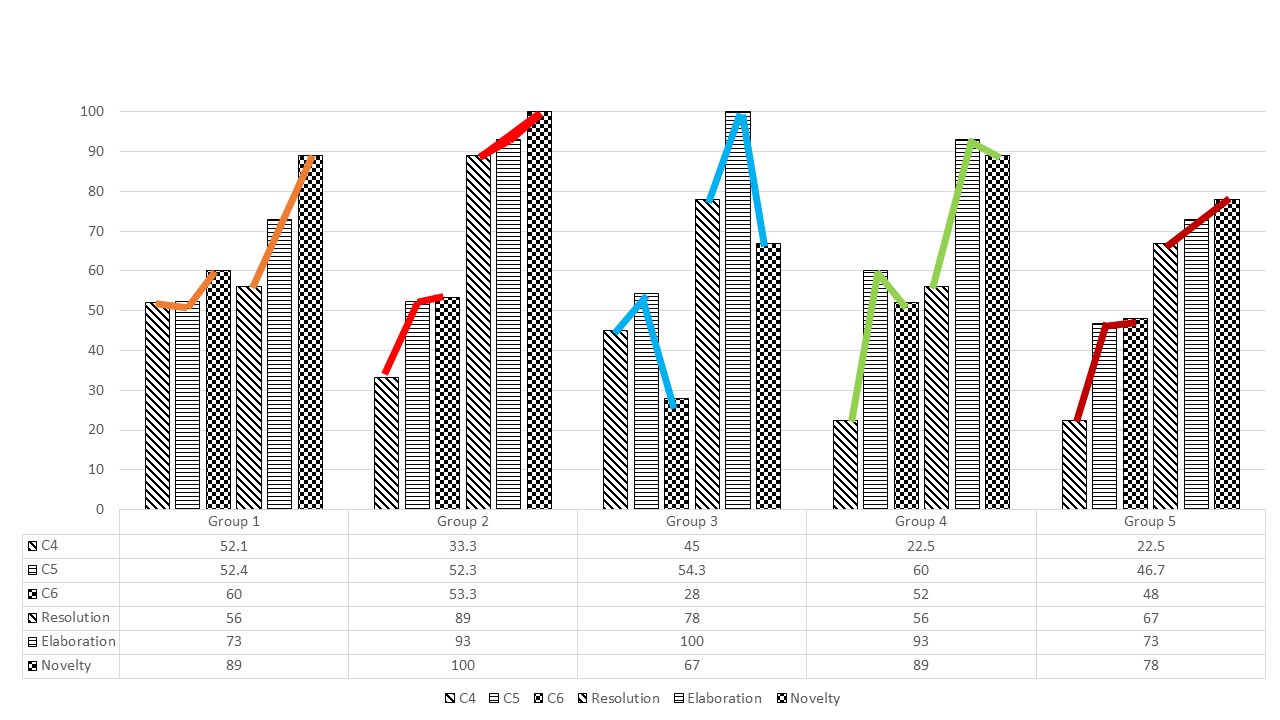 100
90
80
70
60
50
40
30
20
10
0
Group 1 Group 2 Group 3 Group 4 Group 5
C4 52.1 33.3 45 22.5 22.5
C5 52.4 52.3 54.3 60 46.7
C6 60 53.3 28 52 48
Resolution 56 89 78 56 67
Elaboration 73 93 100 93 73
Novelty 89 100 67 89 78
C4 C5 C6 Resolution Elaboration Novelty